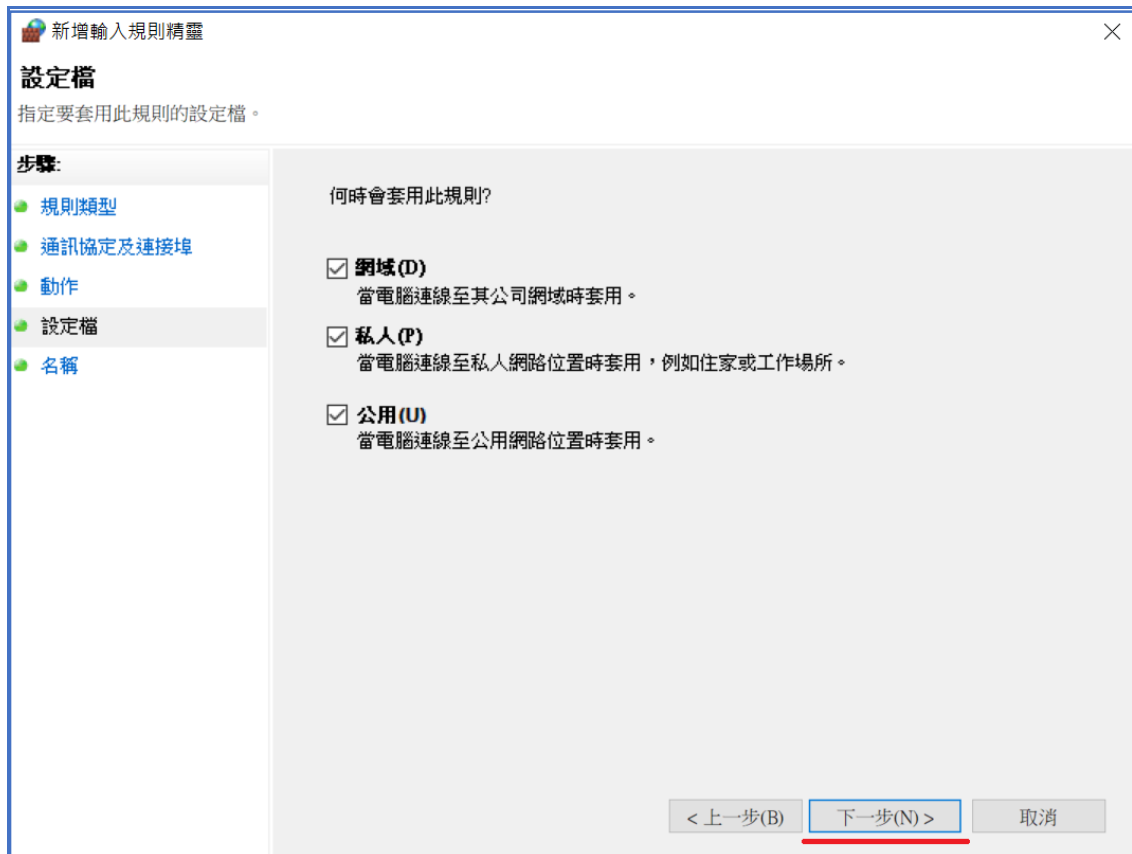 新增輸入規則精靈
設定檔
指定要套用此規則的設定檔。
步驟:
規則類型
通訊協定及連接埠
動作
設定檔
名稱
何時會套用此規則?
網域(D)
當電腦連線至其公司網域時套用。
私人(P)
當電腦連線至私人網路位置時套用，例如住家或工作場所。
公用(U)
當電腦連線至公用網路位置時套用。
< 上一步(B) 下一步(N) > 取消